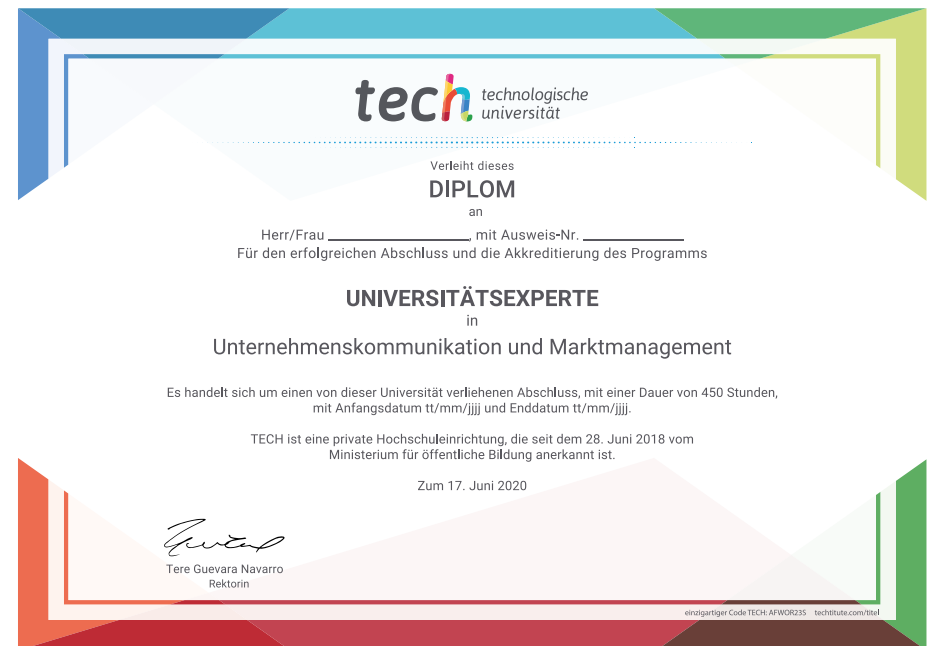 tech technologische
universität
Verleiht dieses
DIPLOM
an
Herr/Frau ____________________, mit Ausweis-Nr. ______________
Für den erfolgreichen Abschluss und die Akkreditierung des Programms
UNIVERSITÄTSEXPERTE
in
Unternehmenskommunikation und Marktmanagement
Es handelt sich um einen von dieser Universität verliehenen Abschluss, mit einer Dauer von 450 Stunden,
mit Anfangsdatum tt/mm/jjjj und Enddatum tt/mm/jjjj.
TECH ist eine private Hochschuleinrichtung, die seit dem 28. Juni 2018 vom
Ministerium für öffentliche Bildung anerkannt ist.
Zum 17. Juni 2020
Tere Guevara Navarro
Rektorin
einzigartiger Code TECH: AFWOR23S techtitute.com/titel